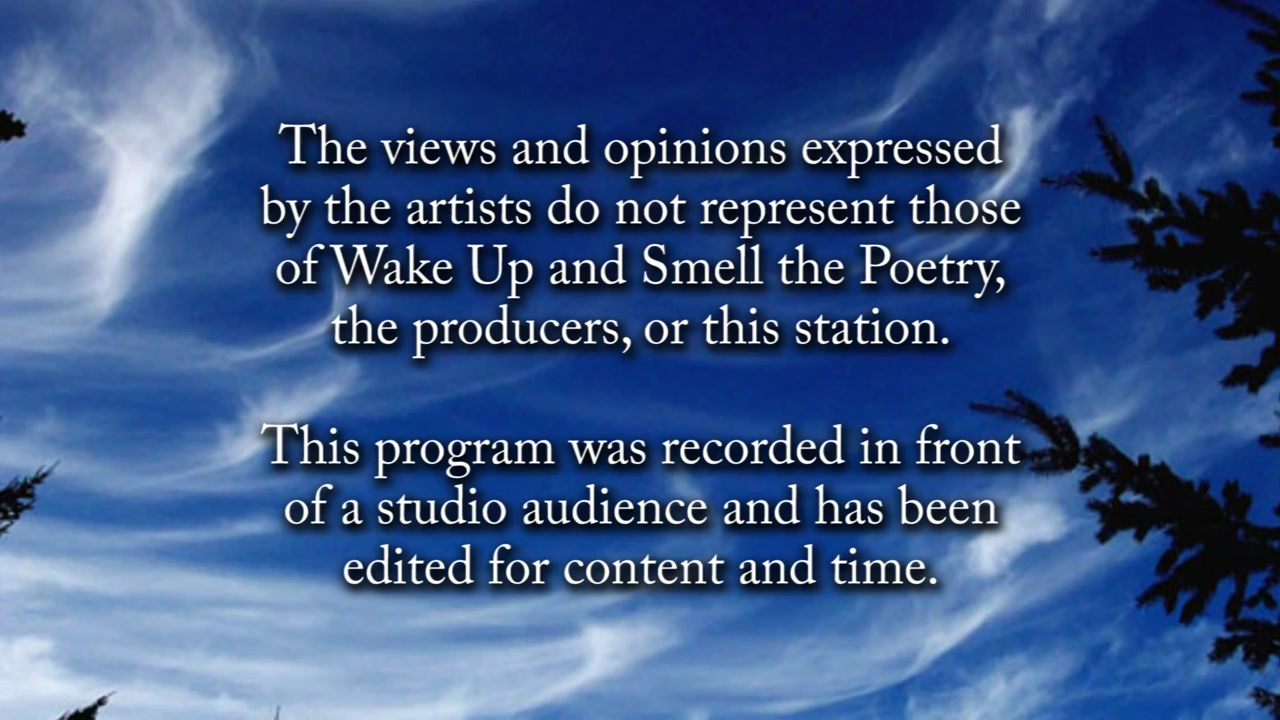 The views and opinions expressed
by the artists do not represent those
of Wake Up and Smell the Poetry,
the producers, or this station.
This program was recorded in front
of a studio audience and has been
edited for content and time.